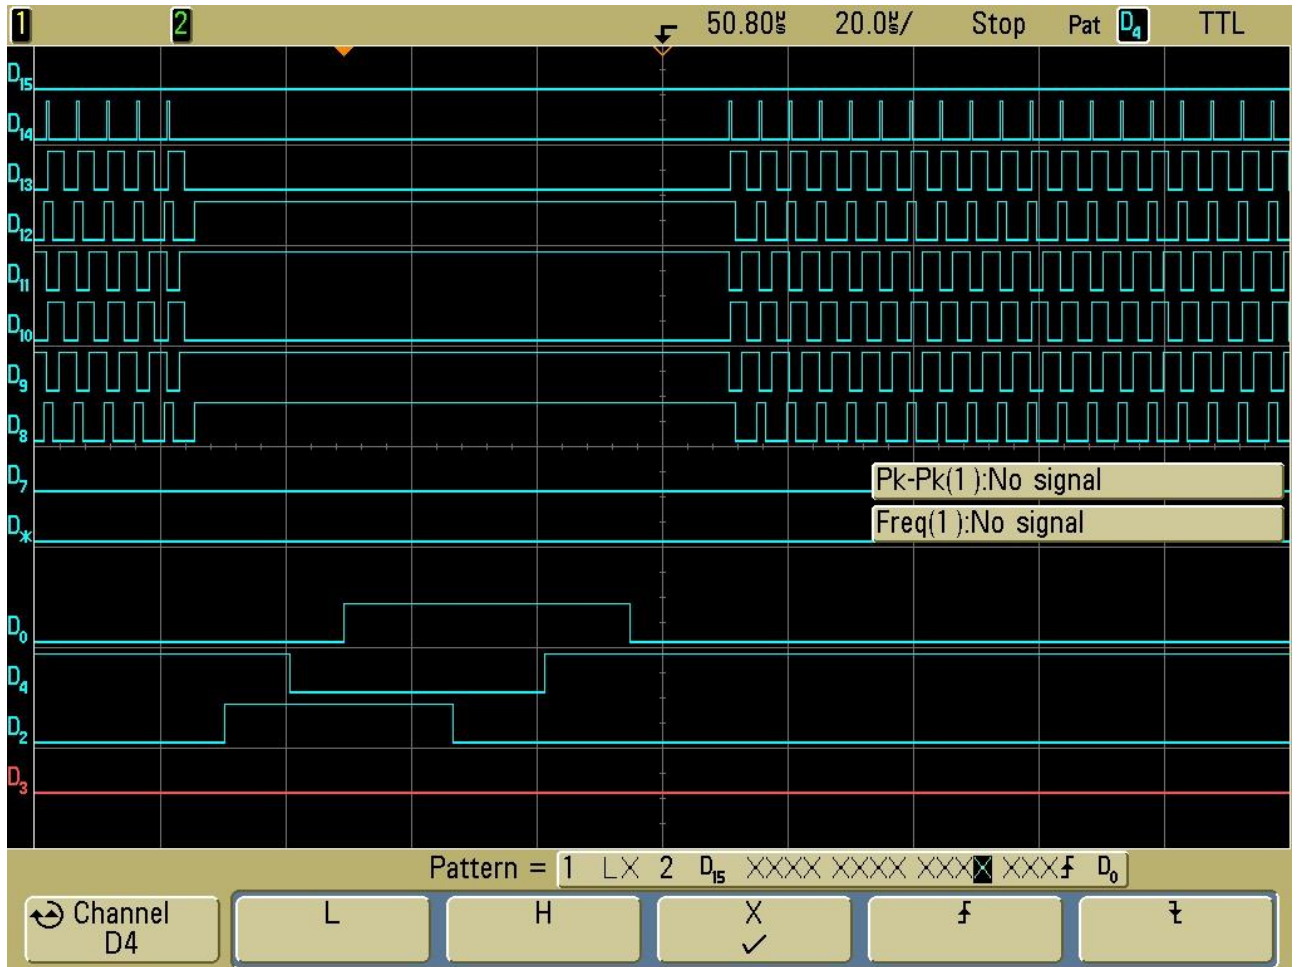 1 2 50.80µs 20.0µs/ Stop Pat D4 TTL
D15
D14
D13
D12
D11
D10
D9
D8
D7
Pk-Pk(1):No signal
D*
Freq(1):No signal
D0
D4
D2
D3
Pattern = 1 LX 2 D15 XXXX XXXX XXXX XXX↑ D0
Channel
D4
L
H
X
✓